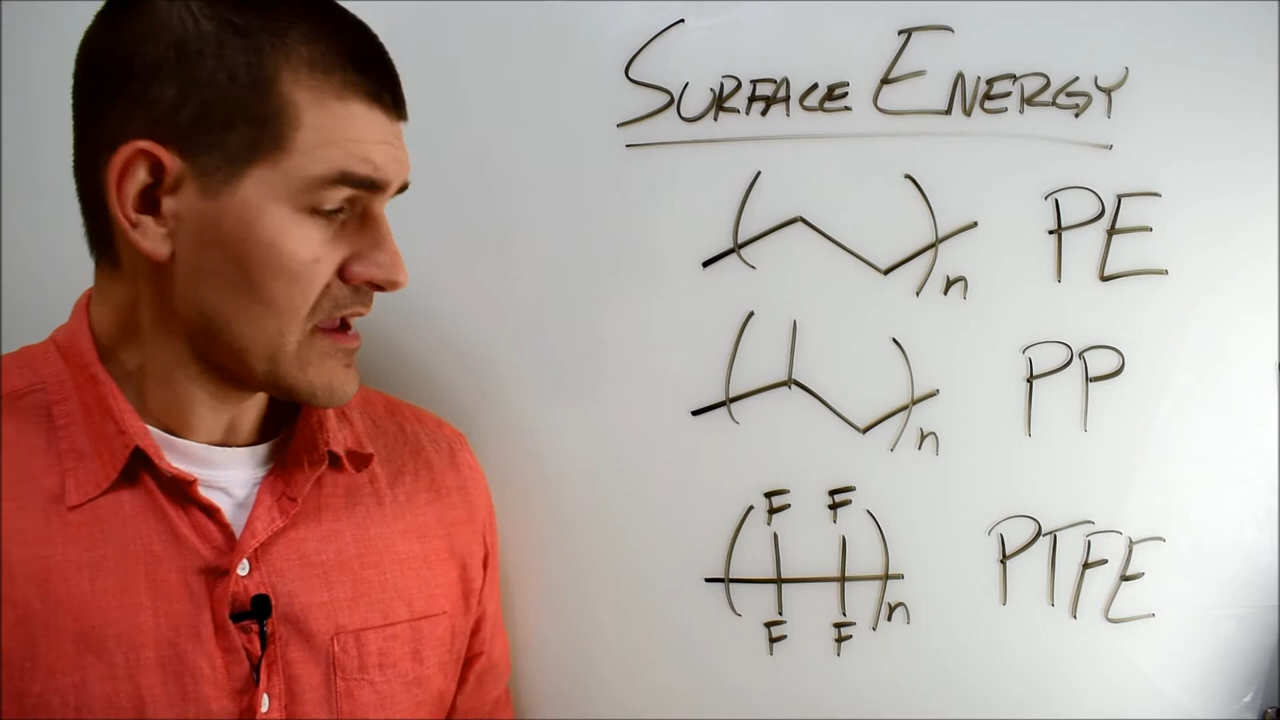 SURFACE ENERGY
( ) n PE
( ) n PP
F F
( ) n PTFE
F F